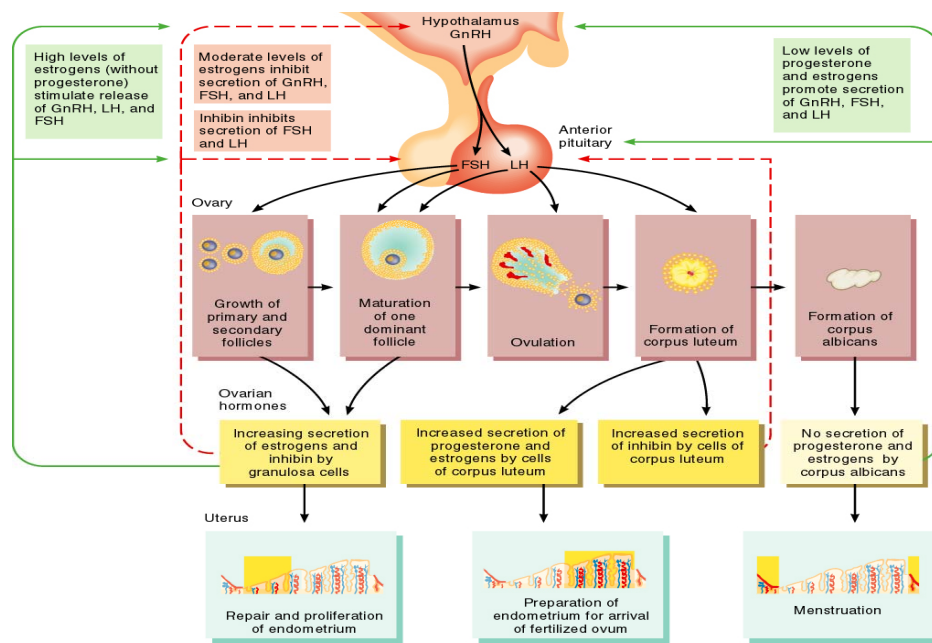 Hypothalamus
GnRH
High levels of
estrogens (without
progesterone)
stimulate release
of GnRH, LH, and
FSH
Moderate levels of
estrogens inhibit
secretion of GnRH,
FSH, and LH
Inhibin inhibits
secretion of FSH
and LH
Low levels of
progesterone
and estrogens
promote secretion
of GnRH, FSH,
and LH
Anterior
pituitary
FSH
LH
Ovary
Growth of
primary and
secondary
follicles
Maturation
of one
dominant
follicle
Ovulation
Formation of
corpus luteum
Formation of
corpus
albicans
Ovarian
hormones
Increasing secretion
of estrogens and
inhibin by
granulosa cells
Increased secretion of
progesterone and
estrogens by cells
of corpus luteum
Increased secretion
of inhibin by cells of
corpus luteum
No secretion of
progesterone and
estrogens by
corpus albicans
Uterus
Repair and proliferation
of endometrium
Preparation of
endometrium for arrival
of fertilized ovum
Menstruation